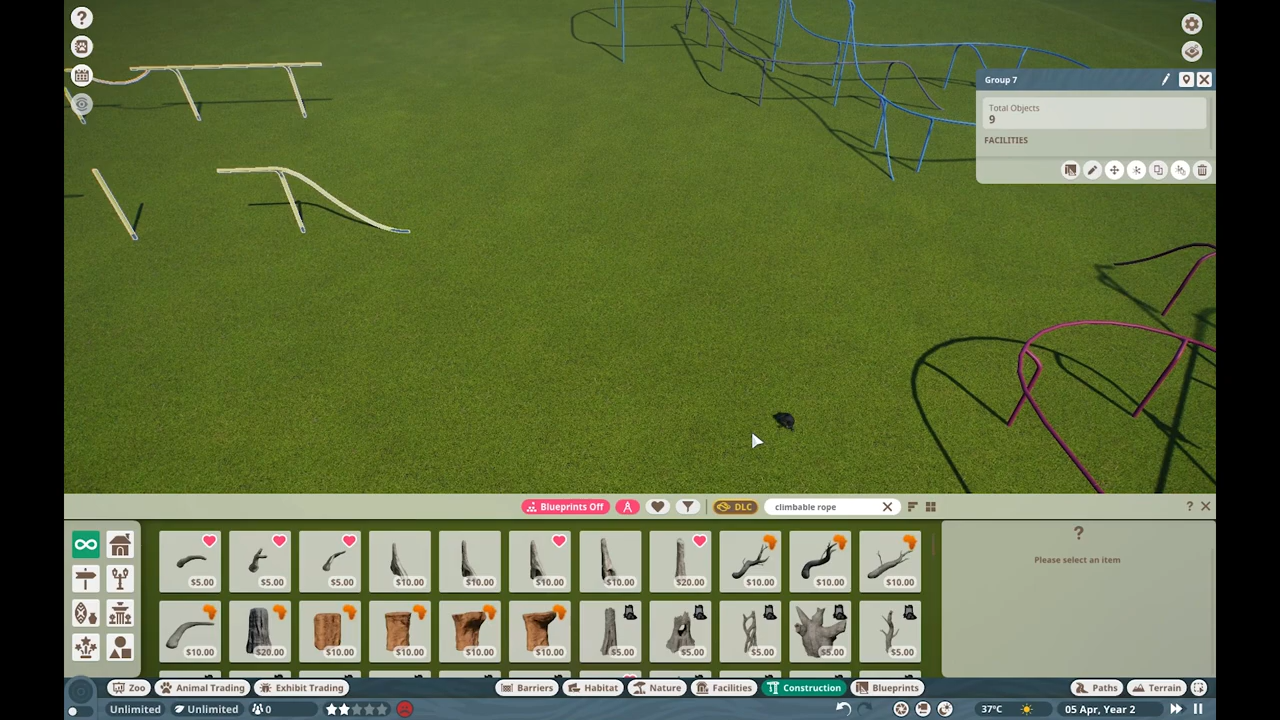 ?
Group 7
Total Objects
9
FACILITIES
Blueprints Off
DLC
climbable rope
?
$5.00
$5.00
$5.00
$10.00
$10.00
$10.00
$10.00
$20.00
$10.00
$10.00
$10.00
?
Please select an item
$10.00
$20.00
$10.00
$10.00
$10.00
$10.00
$5.00
$5.00
$5.00
$5.00
$5.00
Zoo
Animal Trading
Exhibit Trading
Barriers
Habitat
Nature
Facilities
Construction
Blueprints
Paths
Terrain
Unlimited
Unlimited
0
37°C
05 Apr, Year 2